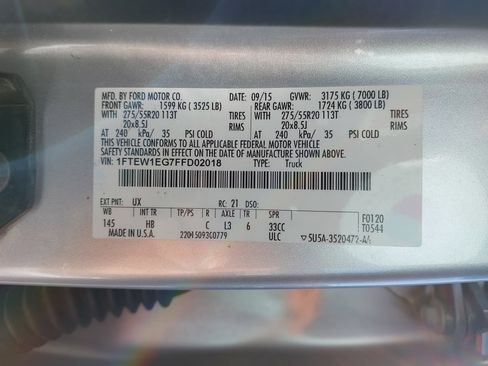 MFD. BY FORD MOTOR CO. 09/15 GVWR: 3175 KG ( 7000 LB)
FRONT GAWR: 1599 KG ( 3525 LB) REAR GAWR: 1724 KG ( 3800 LB)
WITH 275/55R20 113T TIRES WITH 275/55R20 113T TIRES
20x8.5J RIMS 20x8.5J RIMS
AT 240 kPa/ 35 PSI COLD AT 240 kPa/ 35 PSI COLD
THIS VEHICLE CONFORMS TO ALL APPLICABLE FEDERAL MOTOR VEHICLE
SAFETY STANDARDS IN EFFECT ON THE DATE OF MANUFACTURE SHOWN ABOVE.
VIN: 1FTEW1EG7FFD02018 TYPE: Truck
EXT PNT: UX RC: 21 DSO:
WB INT TR TP/PS R AXLE TR SPR F0120
145 HB C L3 6 33CC T0544
MADE IN U.S.A. ULC